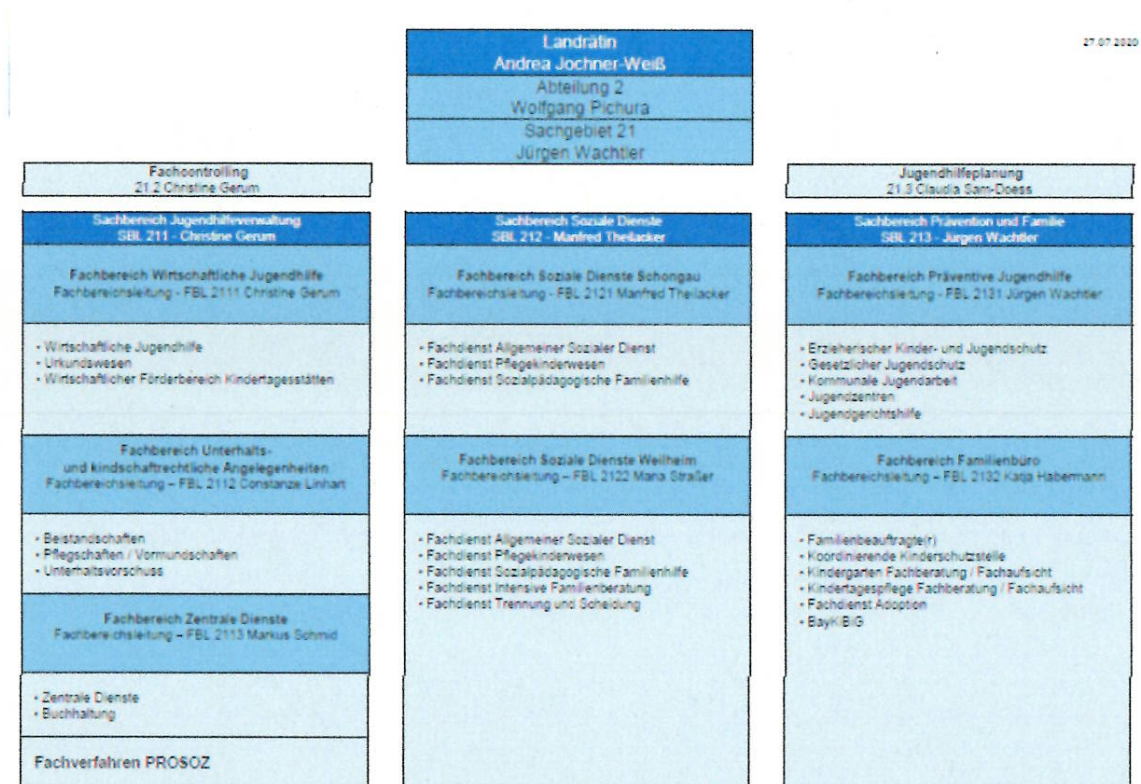 27.07.2020
Landrätin
Andrea Jochner-Weiß
Abteilung 2
Wolfgang Pichura
Sachgebiet 21
Jürgen Wachtler
Fachcontrolling
21.2 Christine Gerum
Jugendhilfeplanung
21.3 Claudia Sam-Doess
Sachbereich Jugendhilfeverwaltung
SBL 211 - Christine Gerum
Fachbereich Wirtschaftliche Jugendhilfe
Fachbereichsleitung - FBL 2111 Christine Gerum
• Wirtschaftliche Jugendhilfe
• Urkundswesen
• Wirtschaftlicher Förderbereich Kindertagesstätten
Fachbereich Unterhalts-
und kindschaftrechtliche Angelegenheiten
Fachbereichsleitung – FBL 2112 Constanze Linhart
• Beistandschaften
• Pflegschaften / Vormundschaften
• Unterhaltsvorschuss
Fachbereich Zentrale Dienste
Fachbereichsleitung – FBL 2113 Markus Schmid
• Zentrale Dienste
• Buchhaltung
Fachverfahren PROSOZ
Sachbereich Soziale Dienste
SBL 212 - Manfred Theilacker
Fachbereich Soziale Dienste Schongau
Fachbereichsleitung - FBL 2121 Manfred Theilacker
• Fachdienst Allgemeiner Sozialer Dienst
• Fachdienst Pflegekinderwesen
• Fachdienst Sozialpädagogische Familienhilfe
Fachbereich Soziale Dienste Weilheim
Fachbereichsleitung – FBL 2122 Maria Straßer
• Fachdienst Allgemeiner Sozialer Dienst
• Fachdienst Pflegekinderwesen
• Fachdienst Sozialpädagogische Familienhilfe
• Fachdienst Intensive Familienberatung
• Fachdienst Trennung und Scheidung
Sachbereich Prävention und Familie
SBL 213 - Jürgen Wachtler
Fachbereich Präventive Jugendhilfe
Fachbereichsleitung - FBL 2131 Jürgen Wachtler
• Erzieherischer Kinder- und Jugendschutz
• Gesetzlicher Jugendschutz
• Kommunale Jugendarbeit
• Jugendzentren
• Jugendgerichtshilfe
Fachbereich Familienbüro
Fachbereichsleitung – FBL 2132 Katja Habermann
• Familienbeauftragte(r)
• Koordinierende Kinderschutzstelle
• Kindergarten Fachberatung / Fachaufsicht
• Kindertagespflege Fachberatung / Fachaufsicht
• Fachdienst Adoption
• BayKiBiG